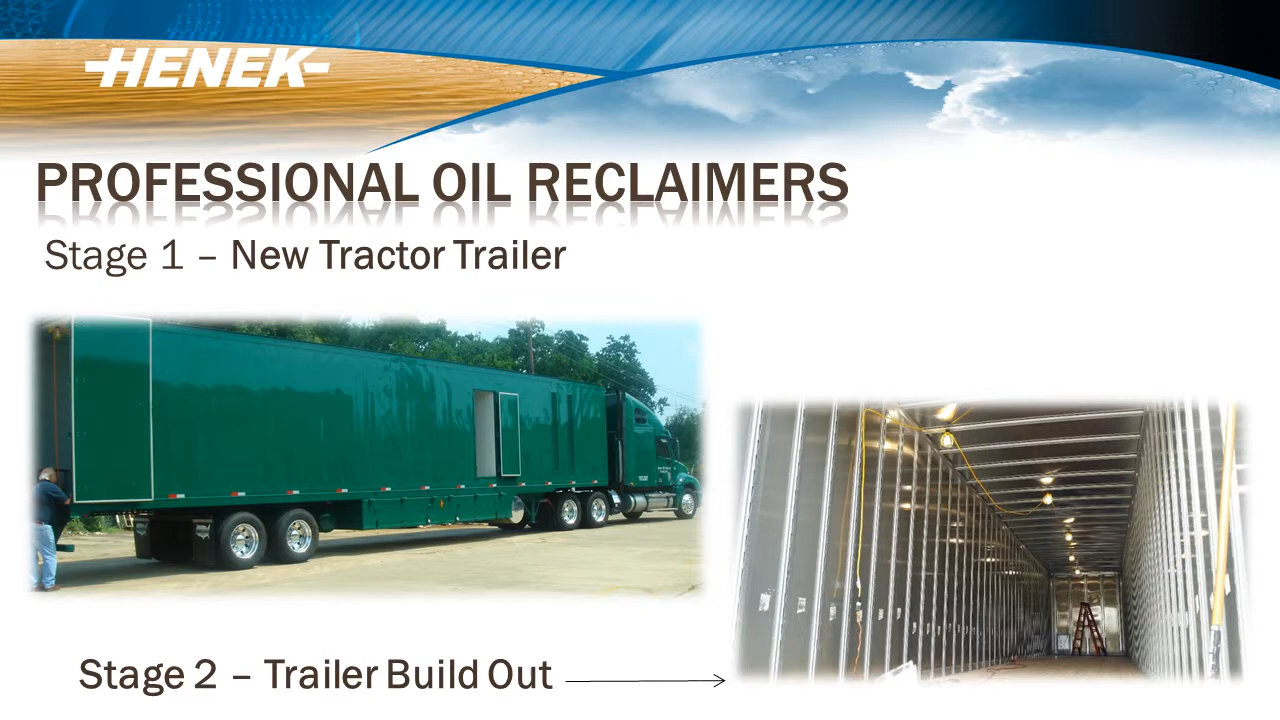 HENEK
PROFESSIONAL OIL RECLAIMERS
Stage 1 – New Tractor Trailer
Stage 2 – Trailer Build Out